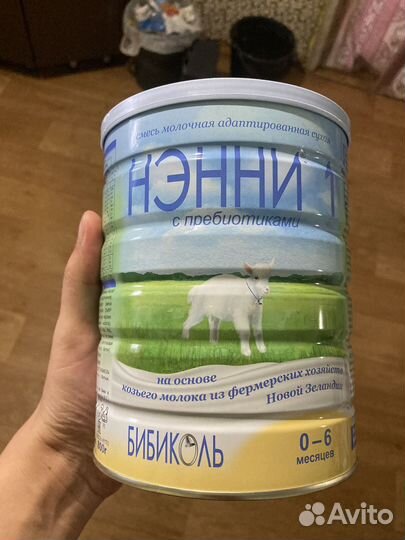 смесь молочная адаптированная сухая
НЭННИ 1
с пребиотиками
на основе
козьего молока из фермерских хозяйств
Новой Зеландии
БИБИКОЛЬ
0–6
месяцев
Avito